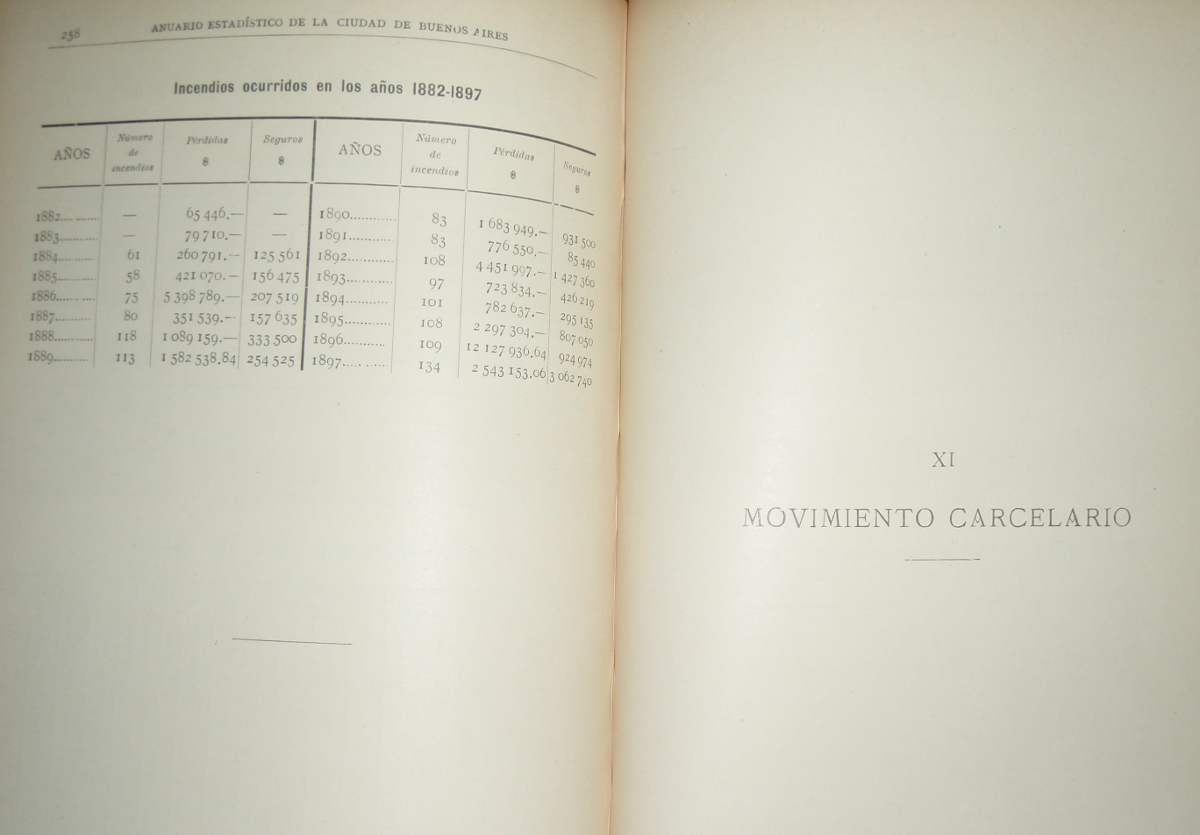 258
ANUARIO ESTADÍSTICO DE LA CIUDAD DE BUENOS AIRES
Incendios ocurridos en los años 1882-1897
AÑOS Número de incendios Pérdidas $ Seguros $ AÑOS Número de incendios Pérdidas $ Seguros $
1882........... — 65 446.— — 1890............ 83 1 683 949.— 931 500
1883........... — 79 710.— — 1891........... 83 776 550.— 85 440
1884........... 61 260 791.— 125 561 1892........... 108 4 451 997.— 1 427 360
1885........... 58 421 070.— 156 475 1893........... 97 723 834.— 426 219
1886........... 75 5 398 789.— 207 519 1894........... 101 782 637.— 295 135
1887.......... 80 351 539.— 157 635 1895............ 108 2 297 304.— 807 050
1888........... 118 1 089 159.— 333 500 1896........... 109 12 127 936.64 924 974
1889........... 113 1 582 538.84 254 525 1897............ 134 2 543 153.06 3 062 740
XI
MOVIMIENTO CARCELARIO